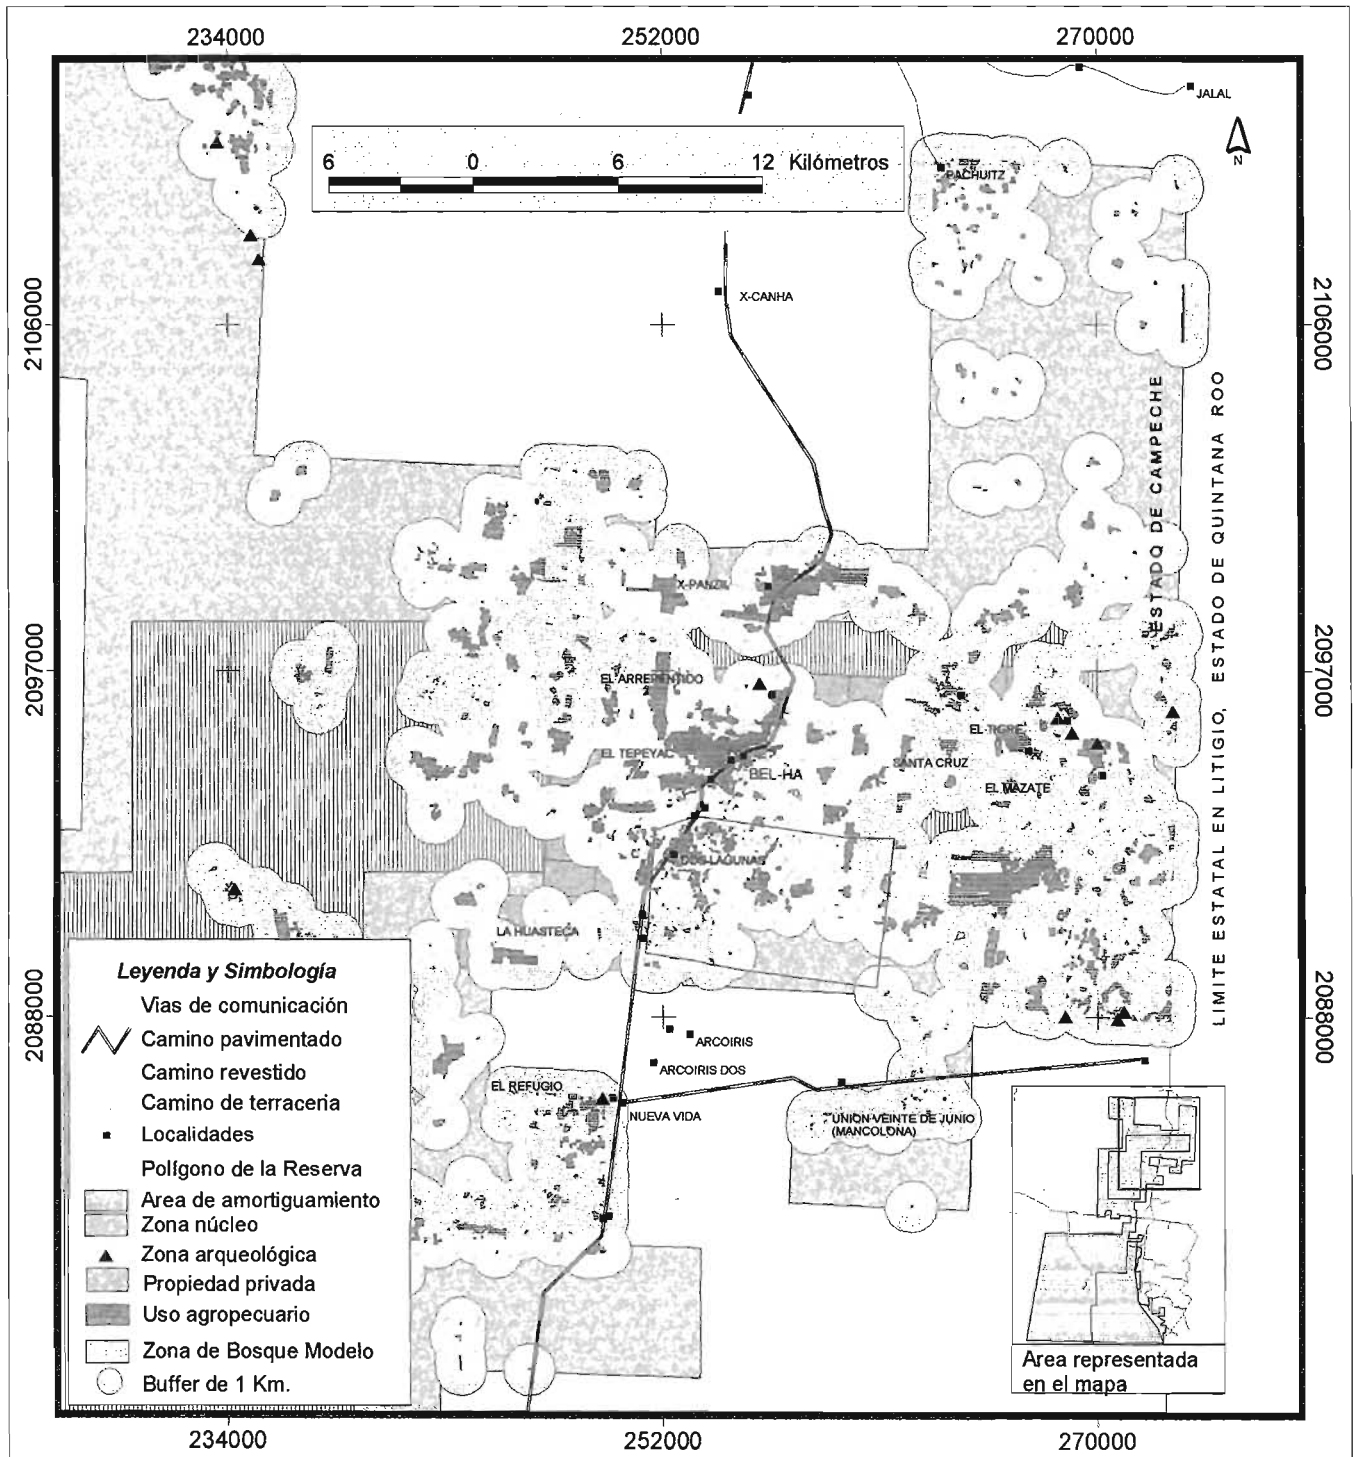 234000
252000
270000
JALAL
6 0 6 12 Kilómetros
N
PACHUITZ
X-CANHA
2106000
2106000
ESTADO DE CAMPECHE
LIMITE ESTATAL EN LITIGIO, ESTADO DE QUINTANA ROO
X-PANZIL
2097000
2097000
EL ARREPENTIDO
EL TIGRE
EL TEPEYAC
SANTA CRUZ
BEL-HA
EL MAZATE
DOS LAGUNAS
LA HUASTECA
2088000
2088000
ARCOIRIS
ARCOIRIS DOS
EL REFUGIO
NUEVA VIDA
UNION VEINTE DE JUNIO
(MANCOLONA)
Leyenda y Simbología
Vias de comunicación
Camino pavimentado
Camino revestido
Camino de terraceria
Localidades
Polígono de la Reserva
Area de amortiguamiento
Zona núcleo
Zona arqueológica
Propiedad privada
Uso agropecuario
Zona de Bosque Modelo
Buffer de 1 Km.
Area representada
en el mapa
234000
252000
270000